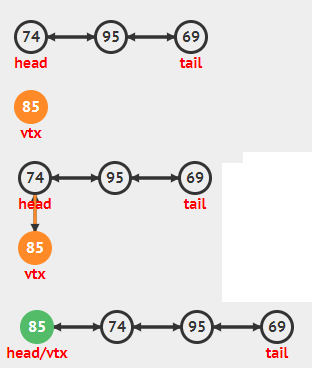 74 95 69
head tail
85
vtx
74 95 69
head tail
85
vtx
85 74 95 69
head/vtx tail